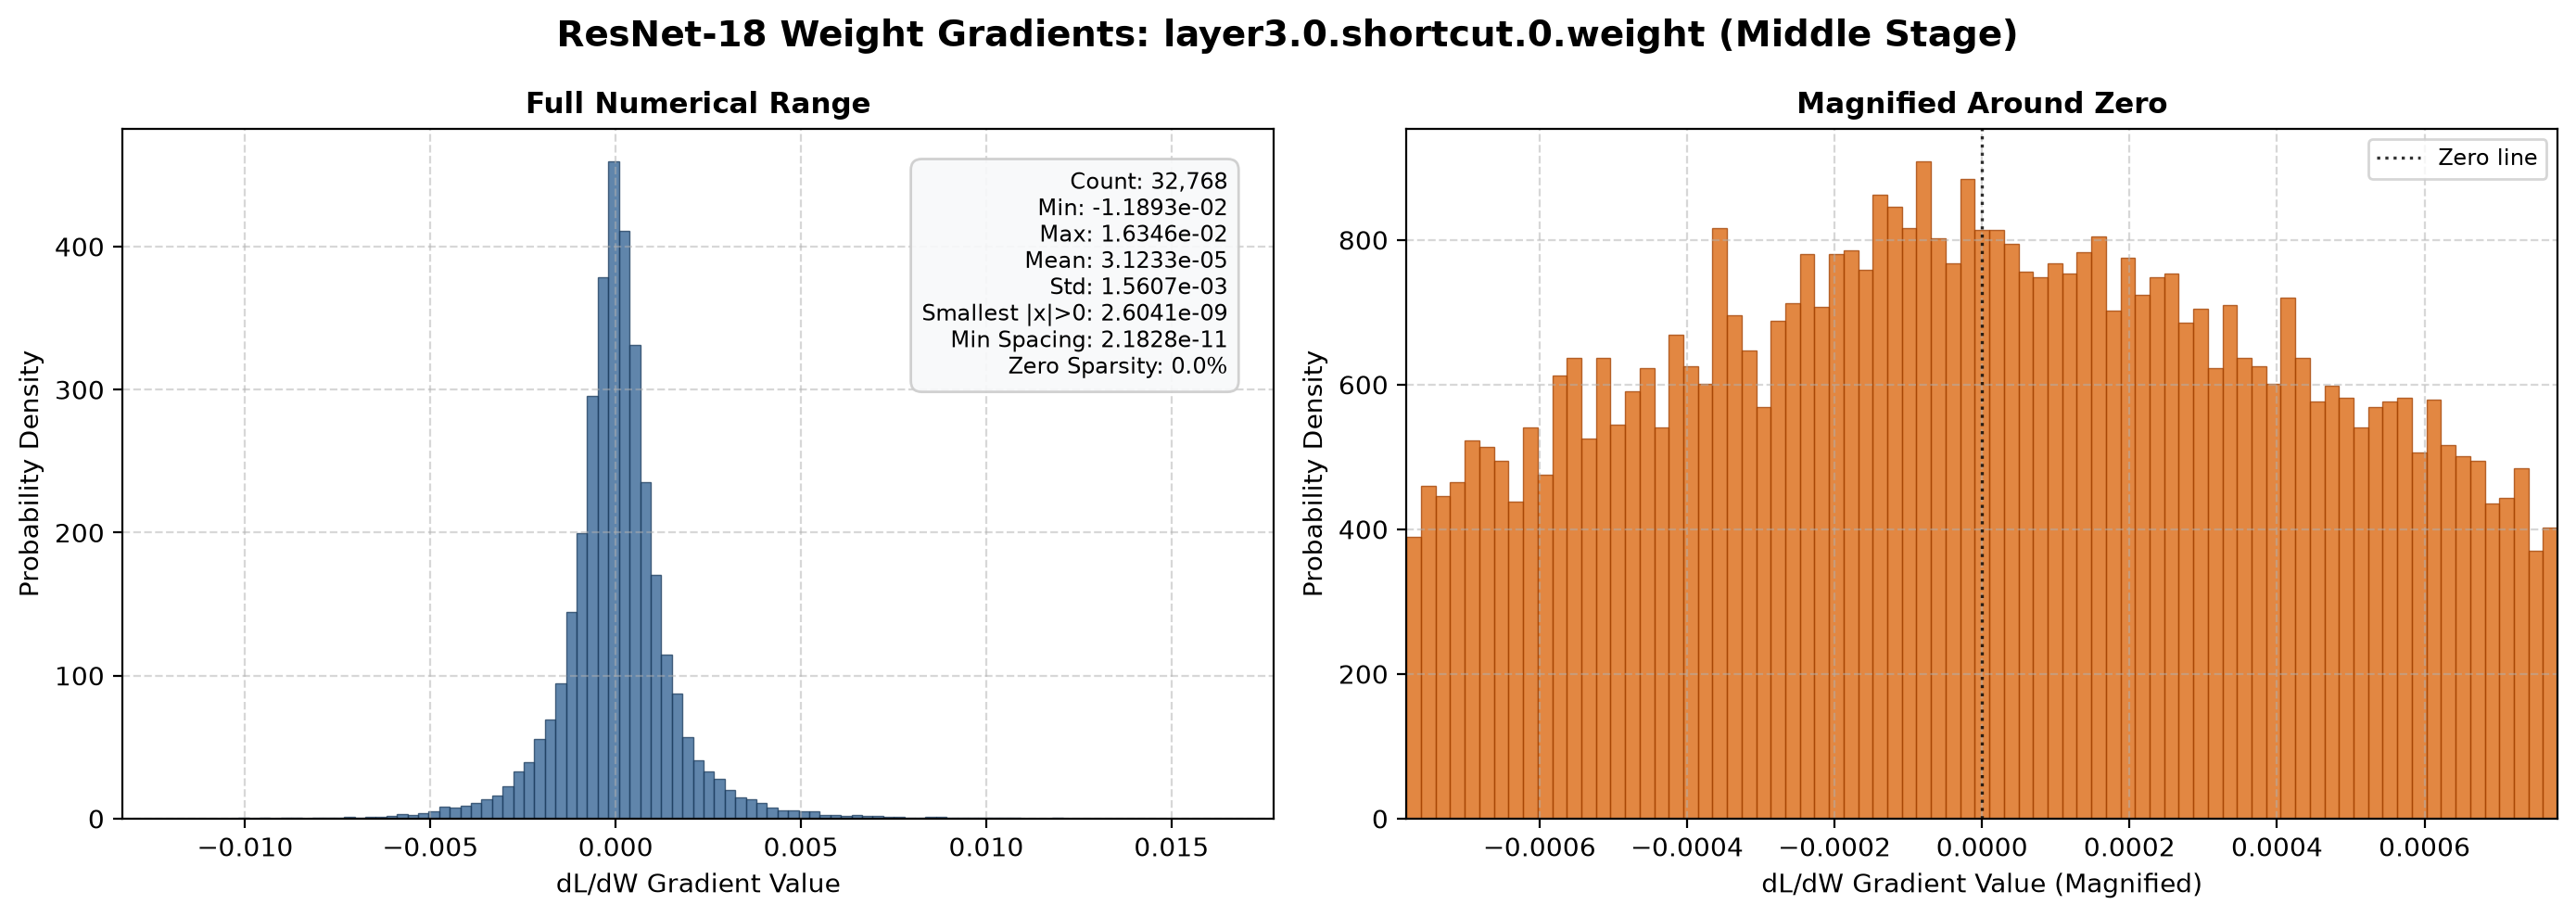 ResNet-18 Weight Gradients: layer3.0.shortcut.0.weight (Middle Stage)
Full Numerical Range
Probability Density
400
300
200
100
0
−0.010
−0.005
0.000
0.005
0.010
0.015
dL/dW Gradient Value
Count: 32,768
Min: -1.1893e-02
Max: 1.6346e-02
Mean: 3.1233e-05
Std: 1.5607e-03
Smallest |x|>0: 2.6041e-09
Min Spacing: 2.1828e-11
Zero Sparsity: 0.0%
Magnified Around Zero
Probability Density
800
600
400
200
0
−0.0006
−0.0004
−0.0002
0.0000
0.0002
0.0004
0.0006
dL/dW Gradient Value (Magnified)
Zero line